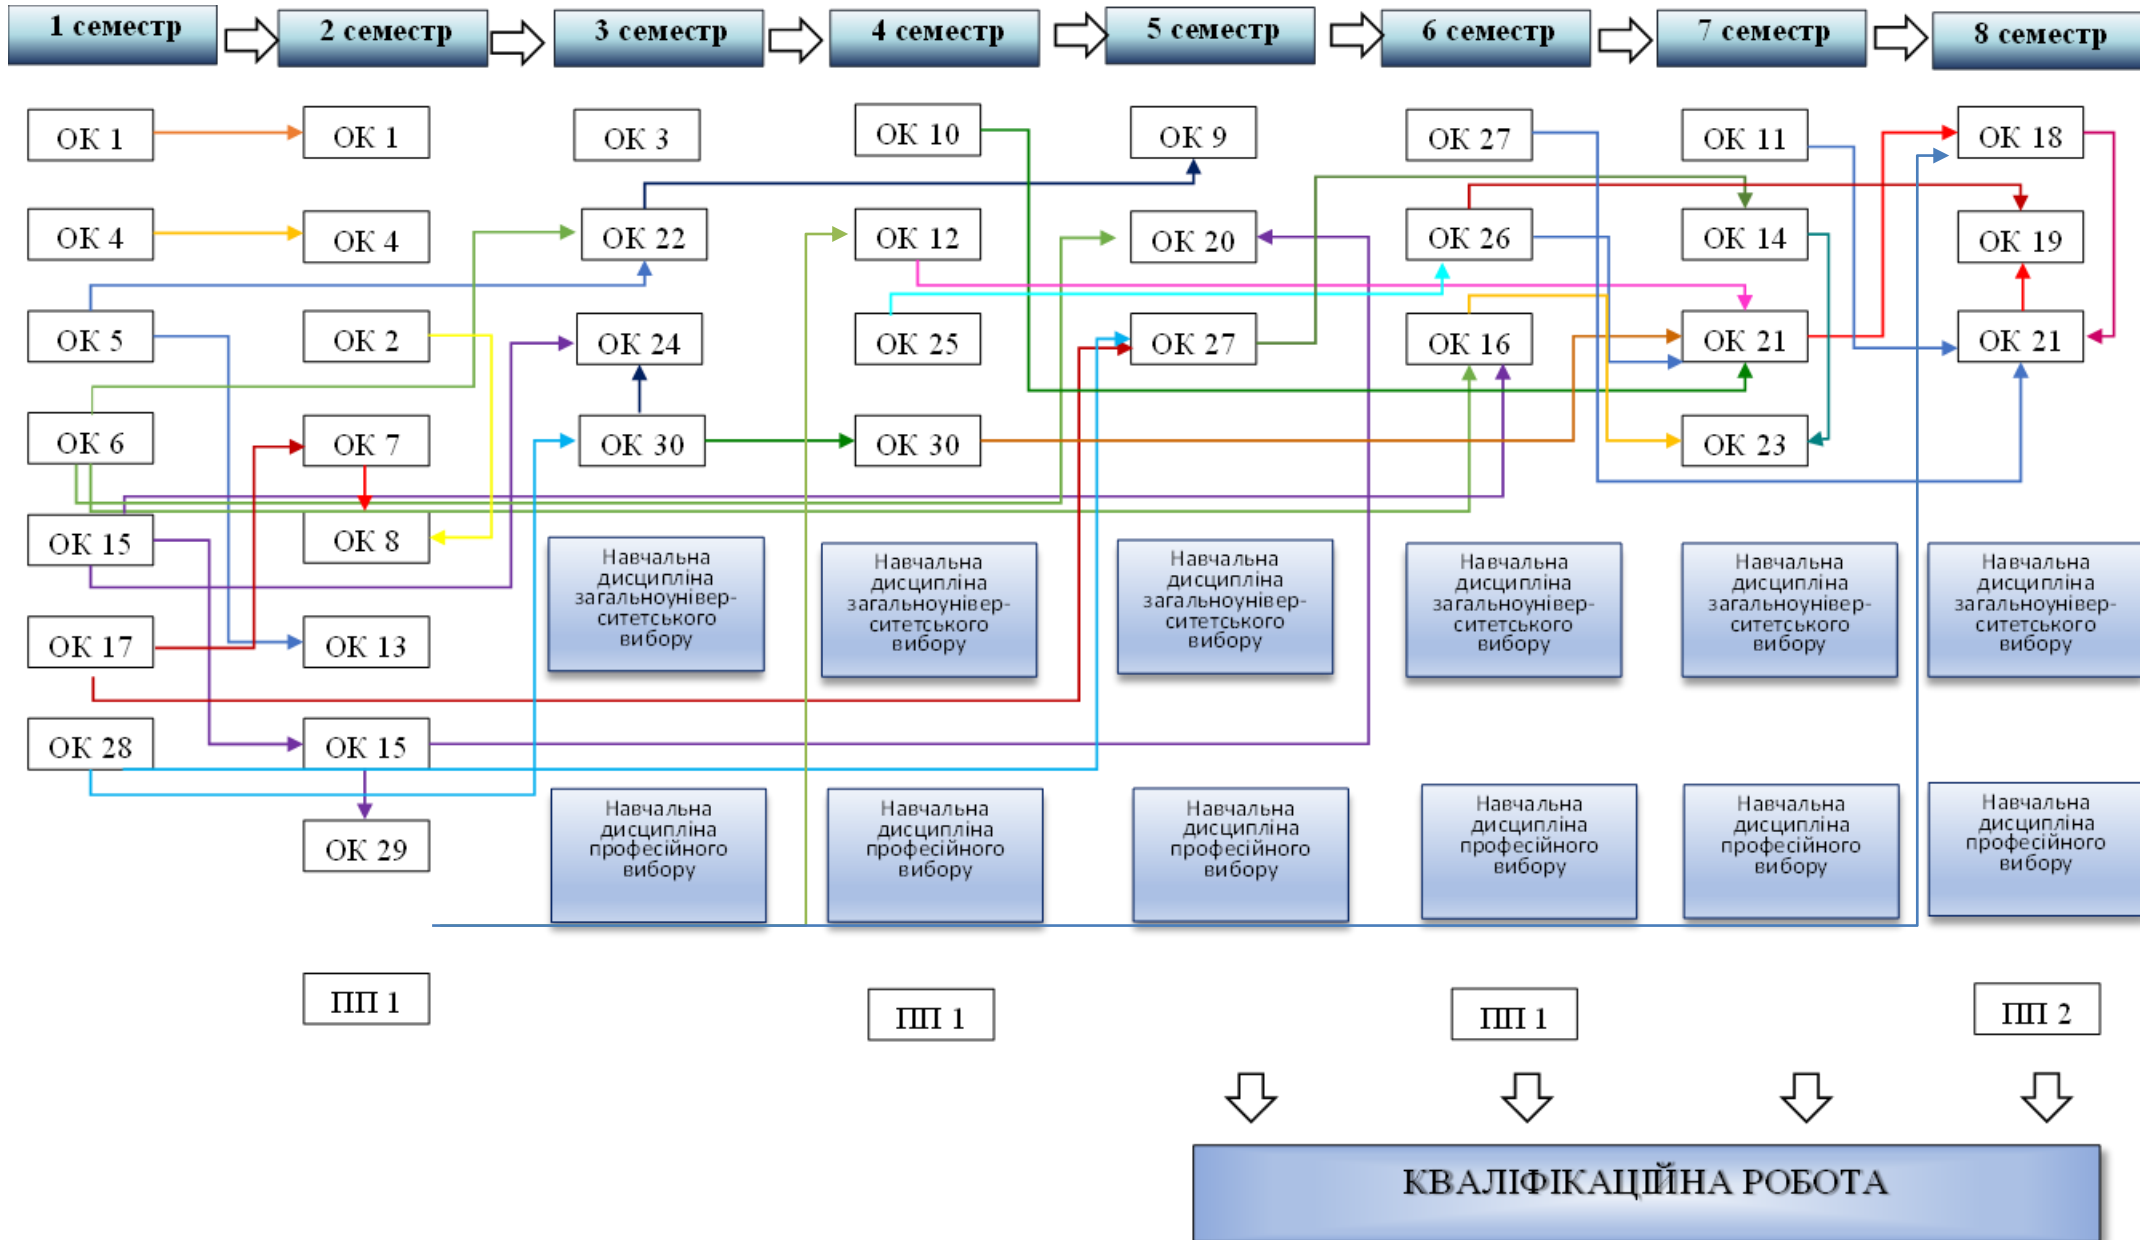 1 семестр
2 семестр
3 семестр
4 семестр
5 семестр
6 семестр
7 семестр
8 семестр
ОК 1
ОК 1
ОК 3
ОК 10
ОК 9
ОК 27
ОК 11
ОК 18
ОК 4
ОК 4
ОК 22
ОК 12
ОК 20
ОК 26
ОК 14
ОК 19
ОК 5
ОК 2
ОК 24
ОК 25
ОК 27
ОК 16
ОК 21
ОК 21
ОК 6
ОК 7
ОК 30
ОК 30
ОК 23
ОК 15
ОК 8
Навчальна
дисципліна
загальноунівер-
ситетського
вибору
Навчальна
дисципліна
загальноунівер-
ситетського
вибору
Навчальна
дисципліна
загальноунівер-
ситетського
вибору
Навчальна
дисципліна
загальноунівер-
ситетського
вибору
Навчальна
дисципліна
загальноунівер-
ситетського
вибору
Навчальна
дисципліна
загальноунівер-
ситетського
вибору
ОК 17
ОК 13
ОК 28
ОК 15
ОК 29
Навчальна
дисципліна
професійного
вибору
Навчальна
дисципліна
професійного
вибору
Навчальна
дисципліна
професійного
вибору
Навчальна
дисципліна
професійного
вибору
Навчальна
дисципліна
професійного
вибору
Навчальна
дисципліна
професійного
вибору
ПП 1
ПП 1
ПП 1
ПП 2
КВАЛІФІКАЦІЙНА РОБОТА